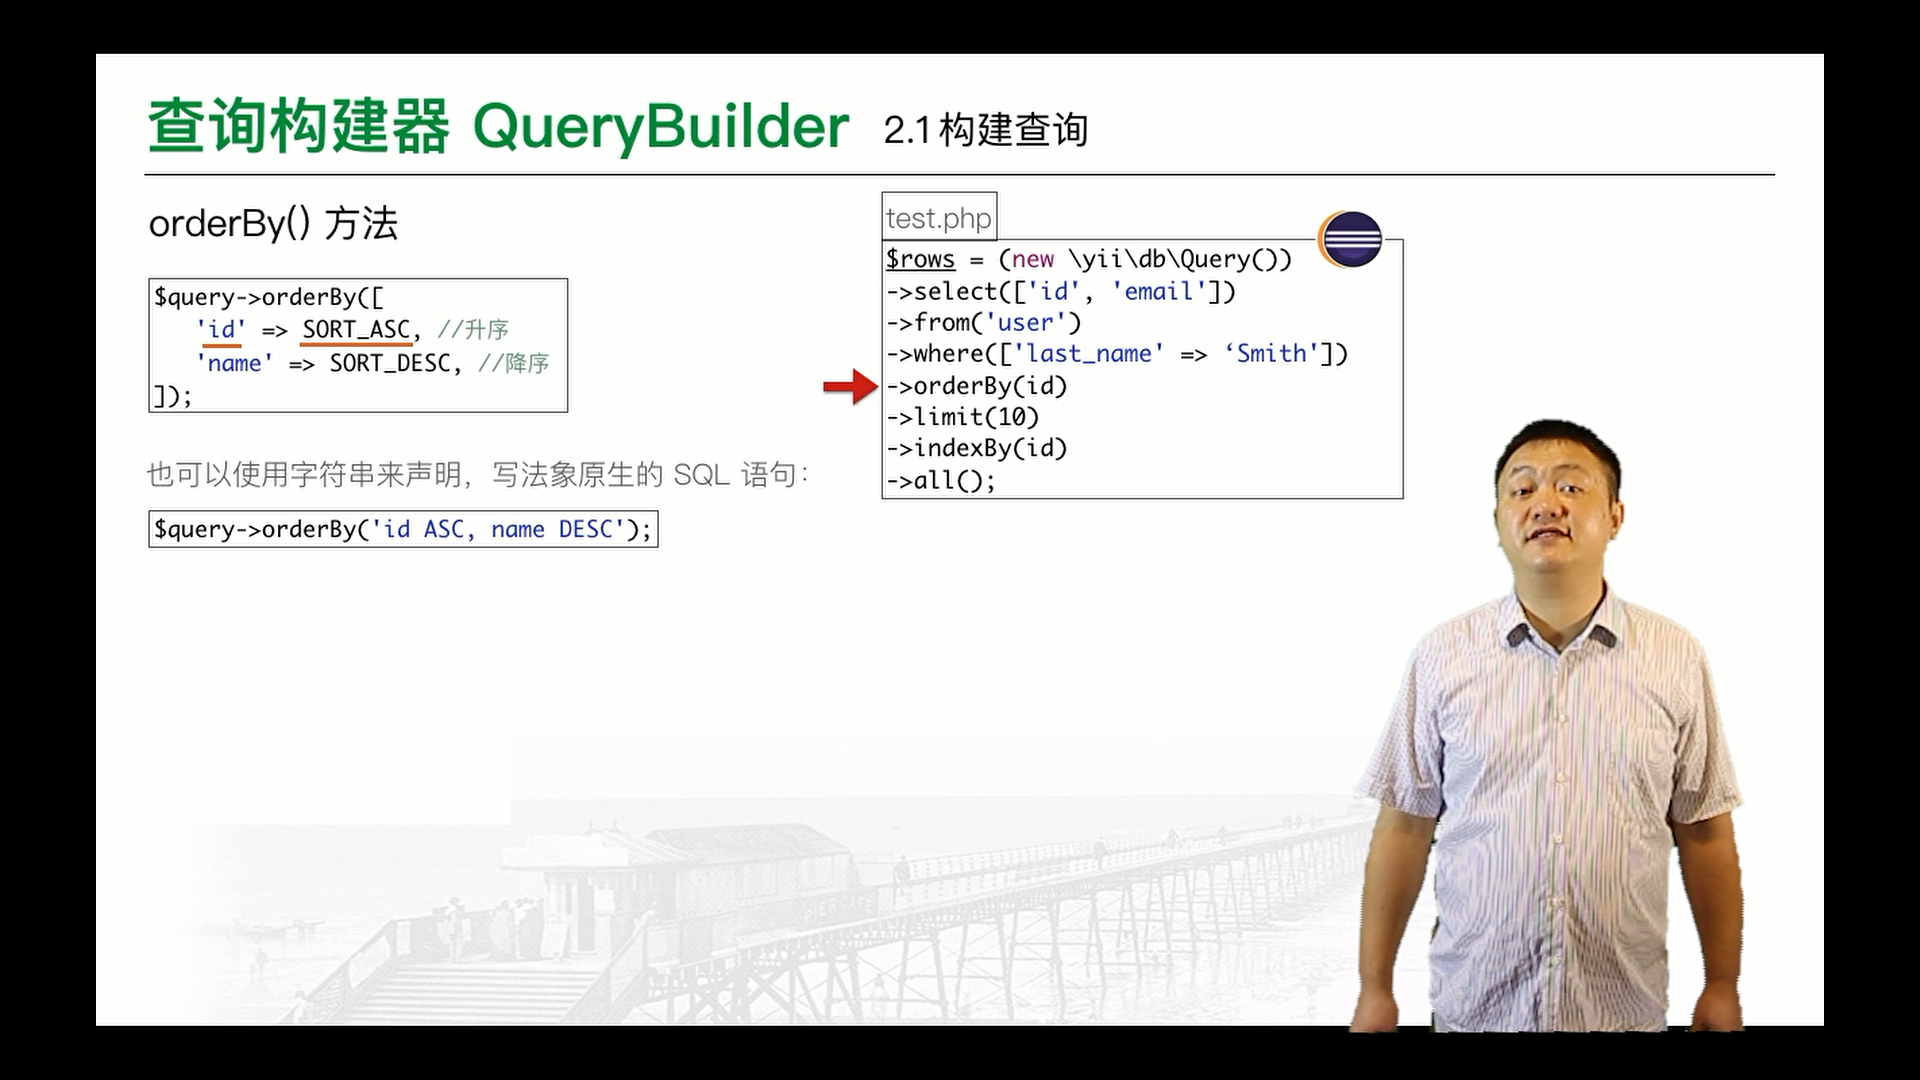 查询构建器 QueryBuilder 2.1构建查询
orderBy() 方法
$query->orderBy([
'id' => SORT_ASC, //升序
'name' => SORT_DESC, //降序
]);
也可以使用字符串来声明，写法象原生的 SQL 语句：
$query->orderBy('id ASC, name DESC');
test.php
$rows = (new \yii\db\Query())
->select(['id', 'email'])
->from('user')
->where(['last_name' => ‘Smith'])
->orderBy(id)
->limit(10)
->indexBy(id)
->all();